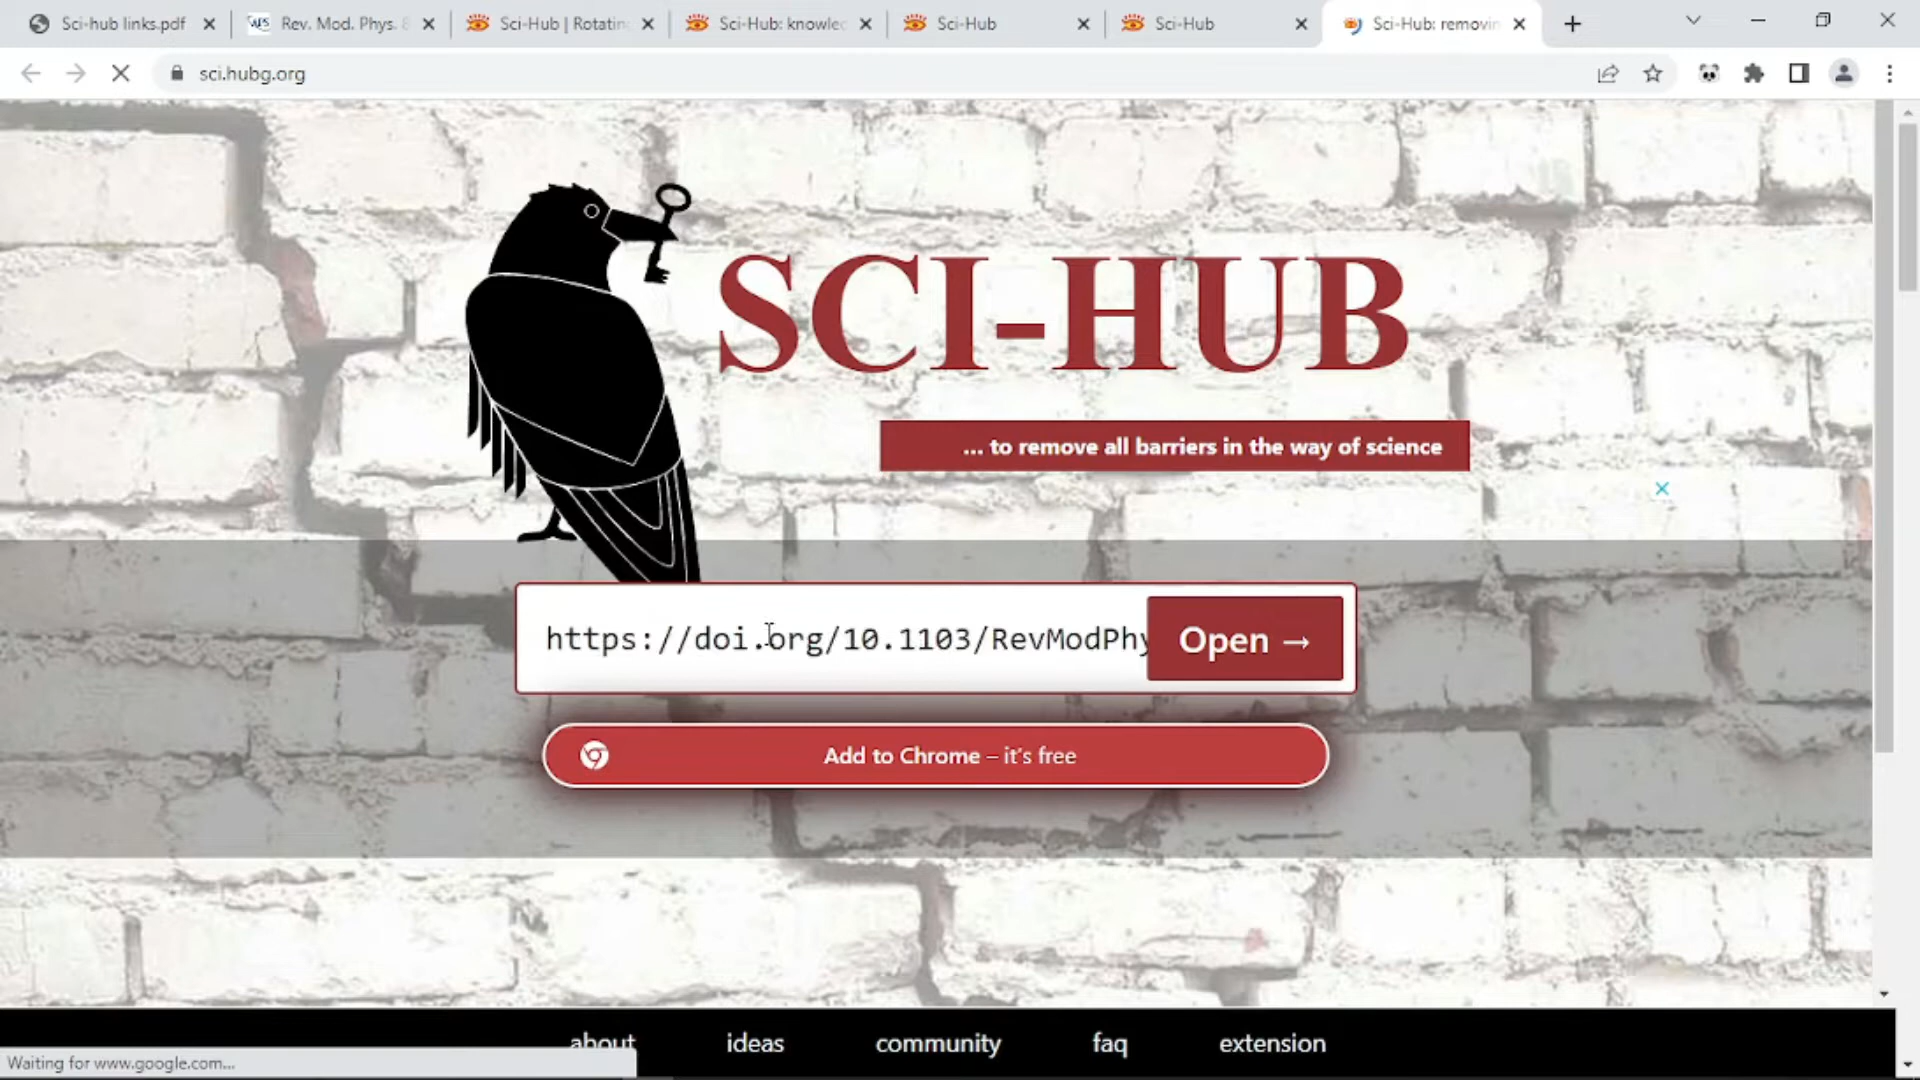 Sci-hub links.pdf
Rev. Mod. Phys. 8
Sci-Hub | Rotatin
Sci-Hub: knowlec
Sci-Hub
Sci-Hub
Sci-Hub: removin
sci.hubg.org
SCI-HUB
... to remove all barriers in the way of science
https://doi.org/10.1103/RevModPhy
Open →
Add to Chrome – it's free
about
ideas
community
faq
extension
Waiting for www.google.com...